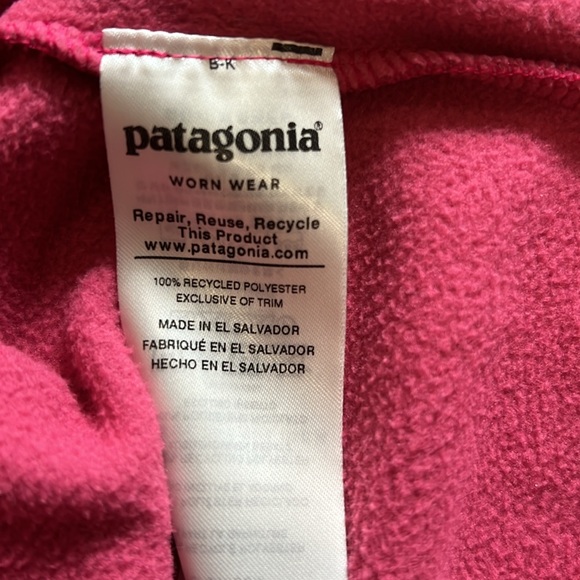 B-K
patagonia®
WORN WEAR
Repair, Reuse, Recycle
This Product
www.patagonia.com
100% RECYCLED POLYESTER
EXCLUSIVE OF TRIM
MADE IN EL SALVADOR
FABRIQUÉ EN EL SALVADOR
HECHO EN EL SALVADOR